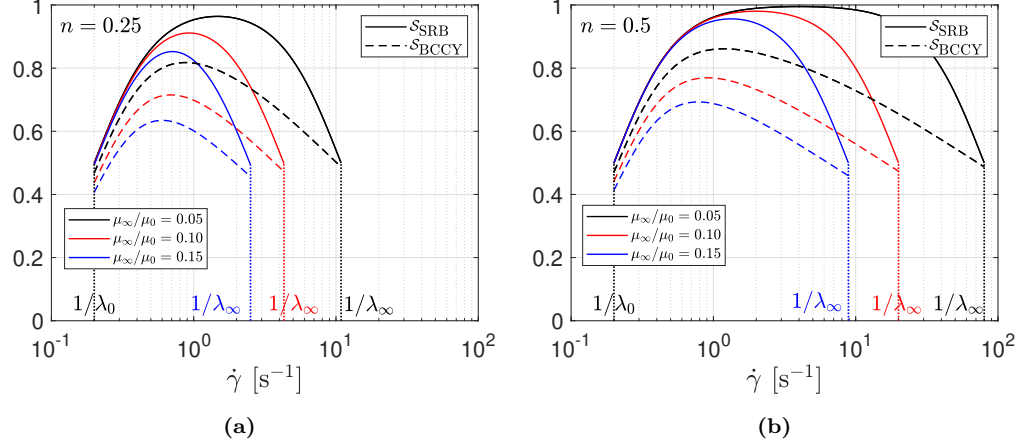 n = 0.25
S_SRB
S_BCCY
μ∞/μ0 = 0.05
μ∞/μ0 = 0.10
μ∞/μ0 = 0.15
1/λ0
1/λ∞
1/λ∞
1/λ∞
1
0.8
0.6
0.4
0.2
0
10^-1
10^0
10^1
10^2
γ̇ [s^-1]
(a)
n = 0.5
S_SRB
S_BCCY
μ∞/μ0 = 0.05
μ∞/μ0 = 0.10
μ∞/μ0 = 0.15
1/λ0
1/λ∞
1/λ∞
1/λ∞
1
0.8
0.6
0.4
0.2
0
10^-1
10^0
10^1
10^2
γ̇ [s^-1]
(b)